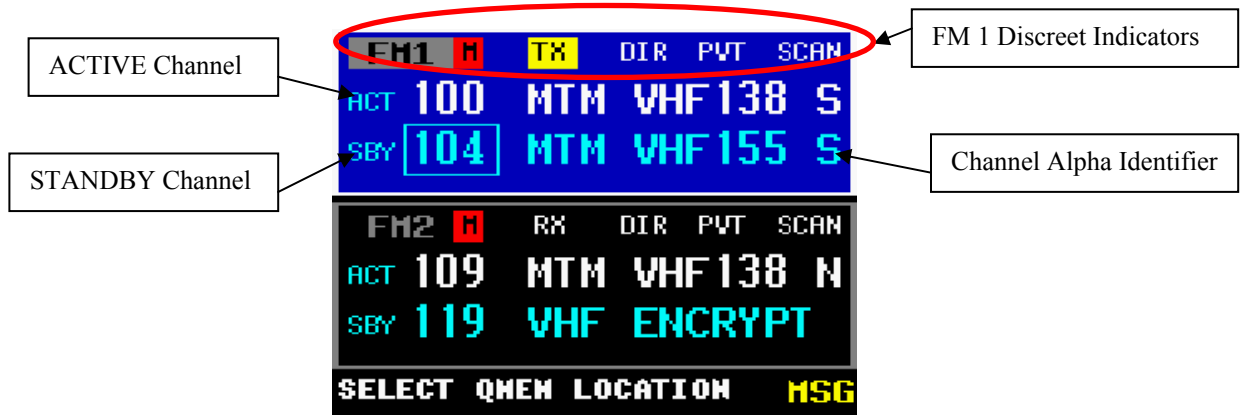 ACTIVE Channel
STANDBY Channel
FM 1 Discreet Indicators
Channel Alpha Identifier
FM1 M TX DIR PVT SCAN
ACT 100 MTM VHF138 S
SBY 104 MTM VHF155 S
FM2 M RX DIR PVT SCAN
ACT 109 MTM VHF138 N
SBY 119 VHF ENCRYPT
SELECT QMEM LOCATION MSG